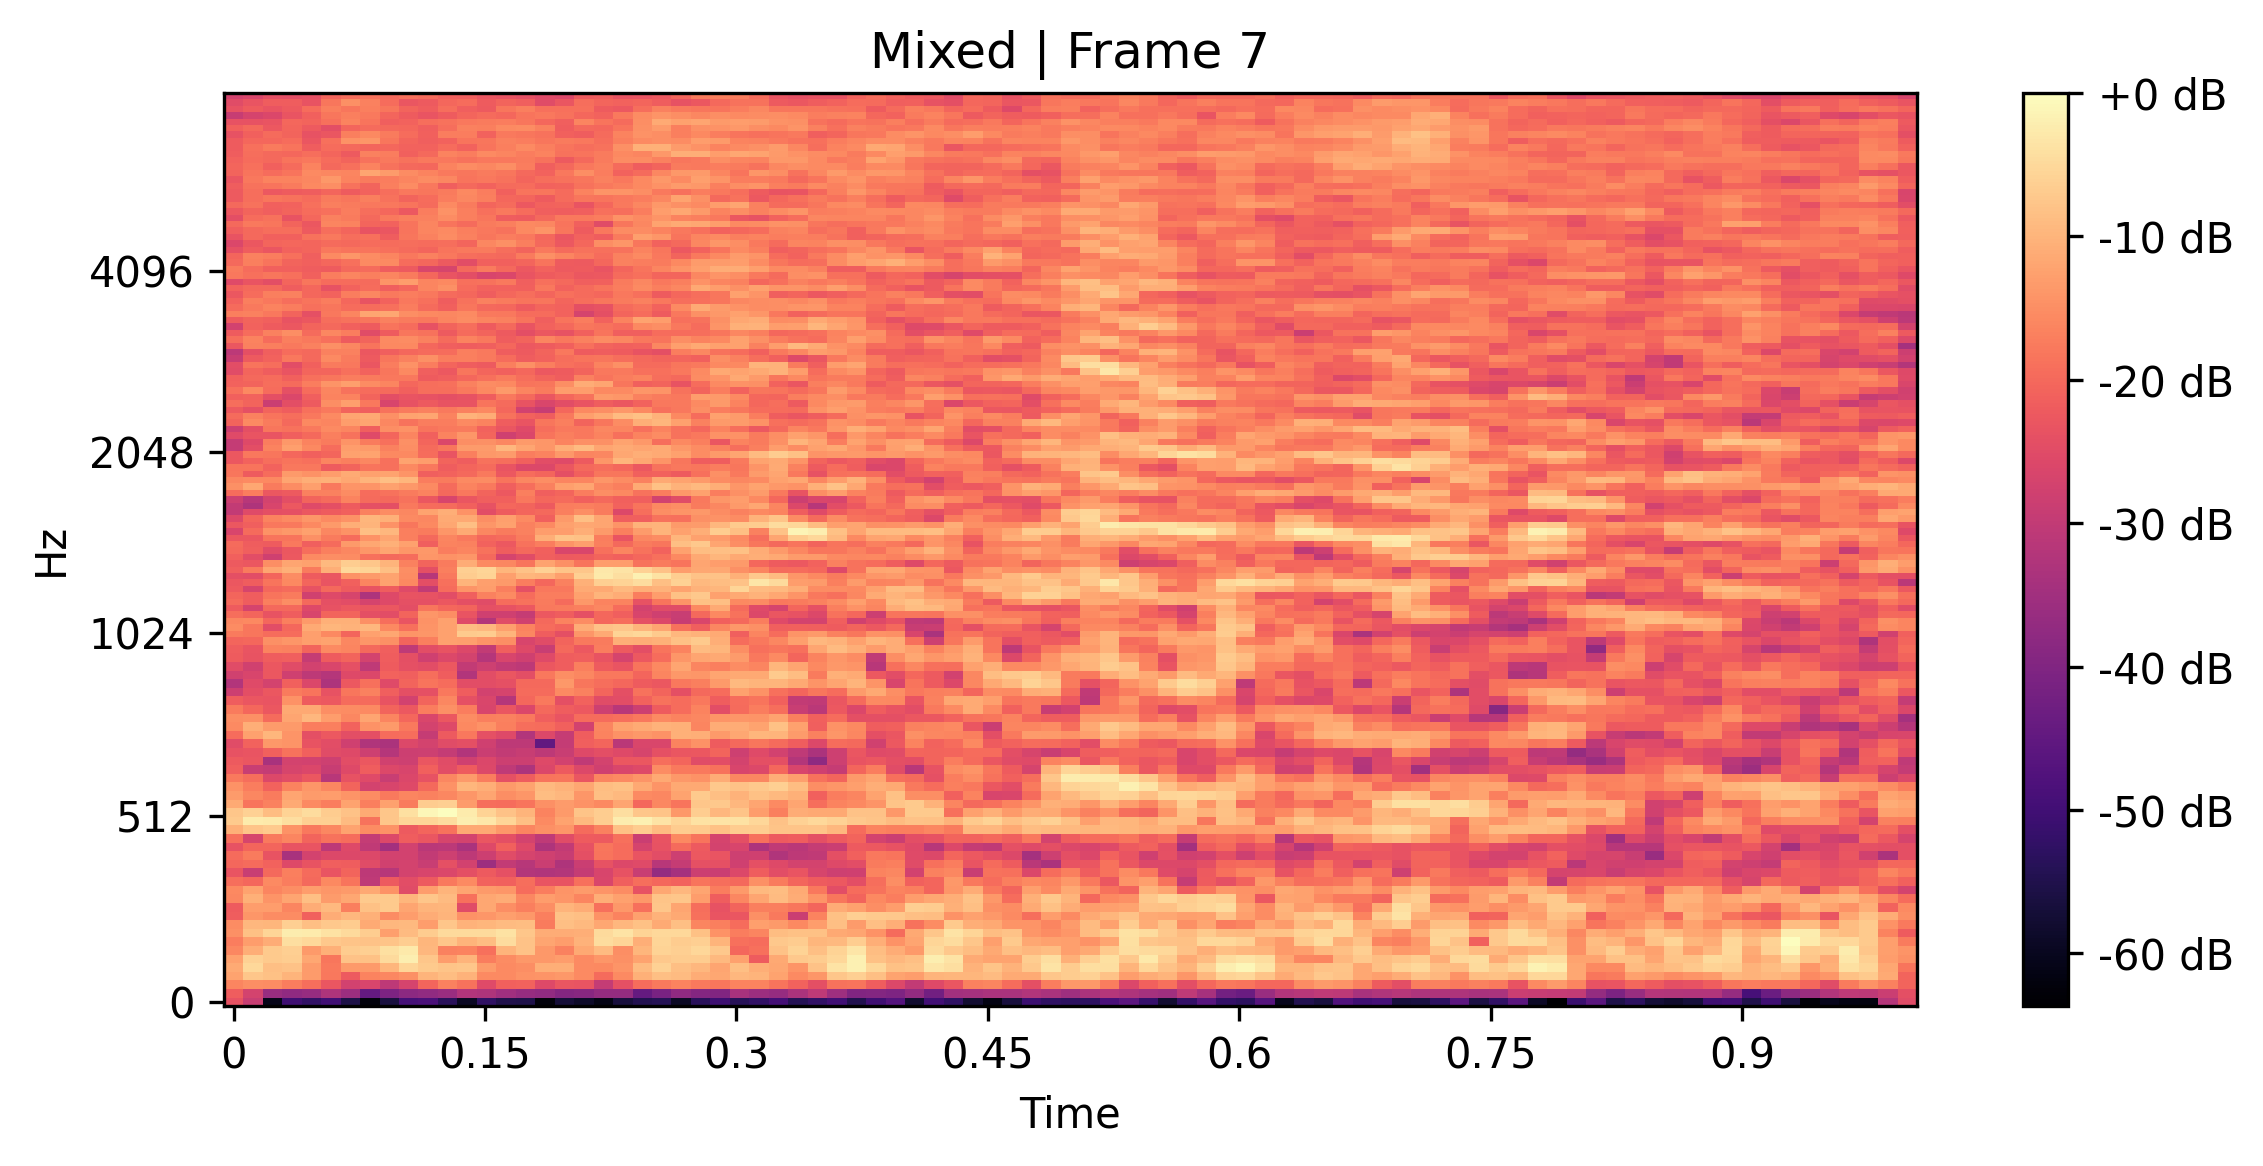 Mixed | Frame 7
+0 dB
-10 dB
-20 dB
-30 dB
-40 dB
-50 dB
-60 dB
4096
2048
1024
512
0
Hz
0 0.15 0.3 0.45 0.6 0.75 0.9
Time